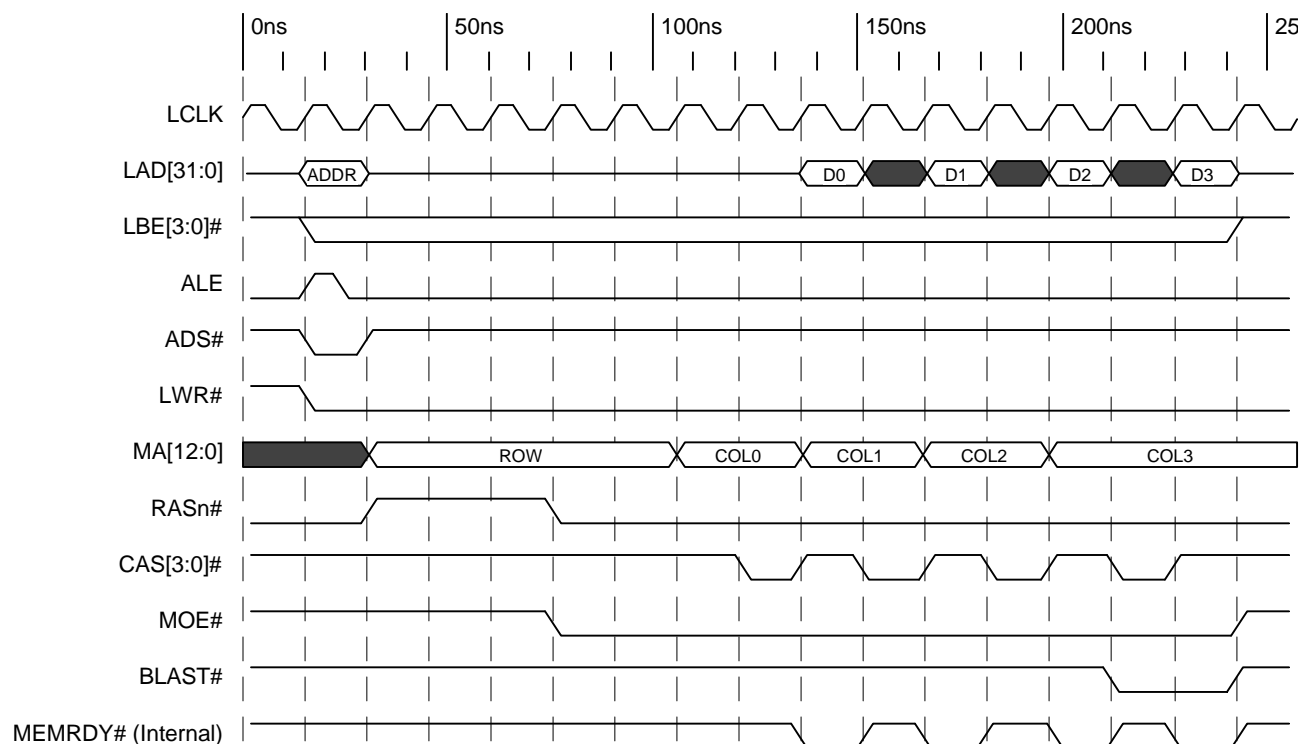 0ns 50ns 100ns 150ns 200ns 25
LCLK
LAD[31:0] ADDR D0 D1 D2 D3
LBE[3:0]#
ALE
ADS#
LWR#
MA[12:0] ROW COL0 COL1 COL2 COL3
RASn#
CAS[3:0]#
MOE#
BLAST#
MEMRDY# (Internal)